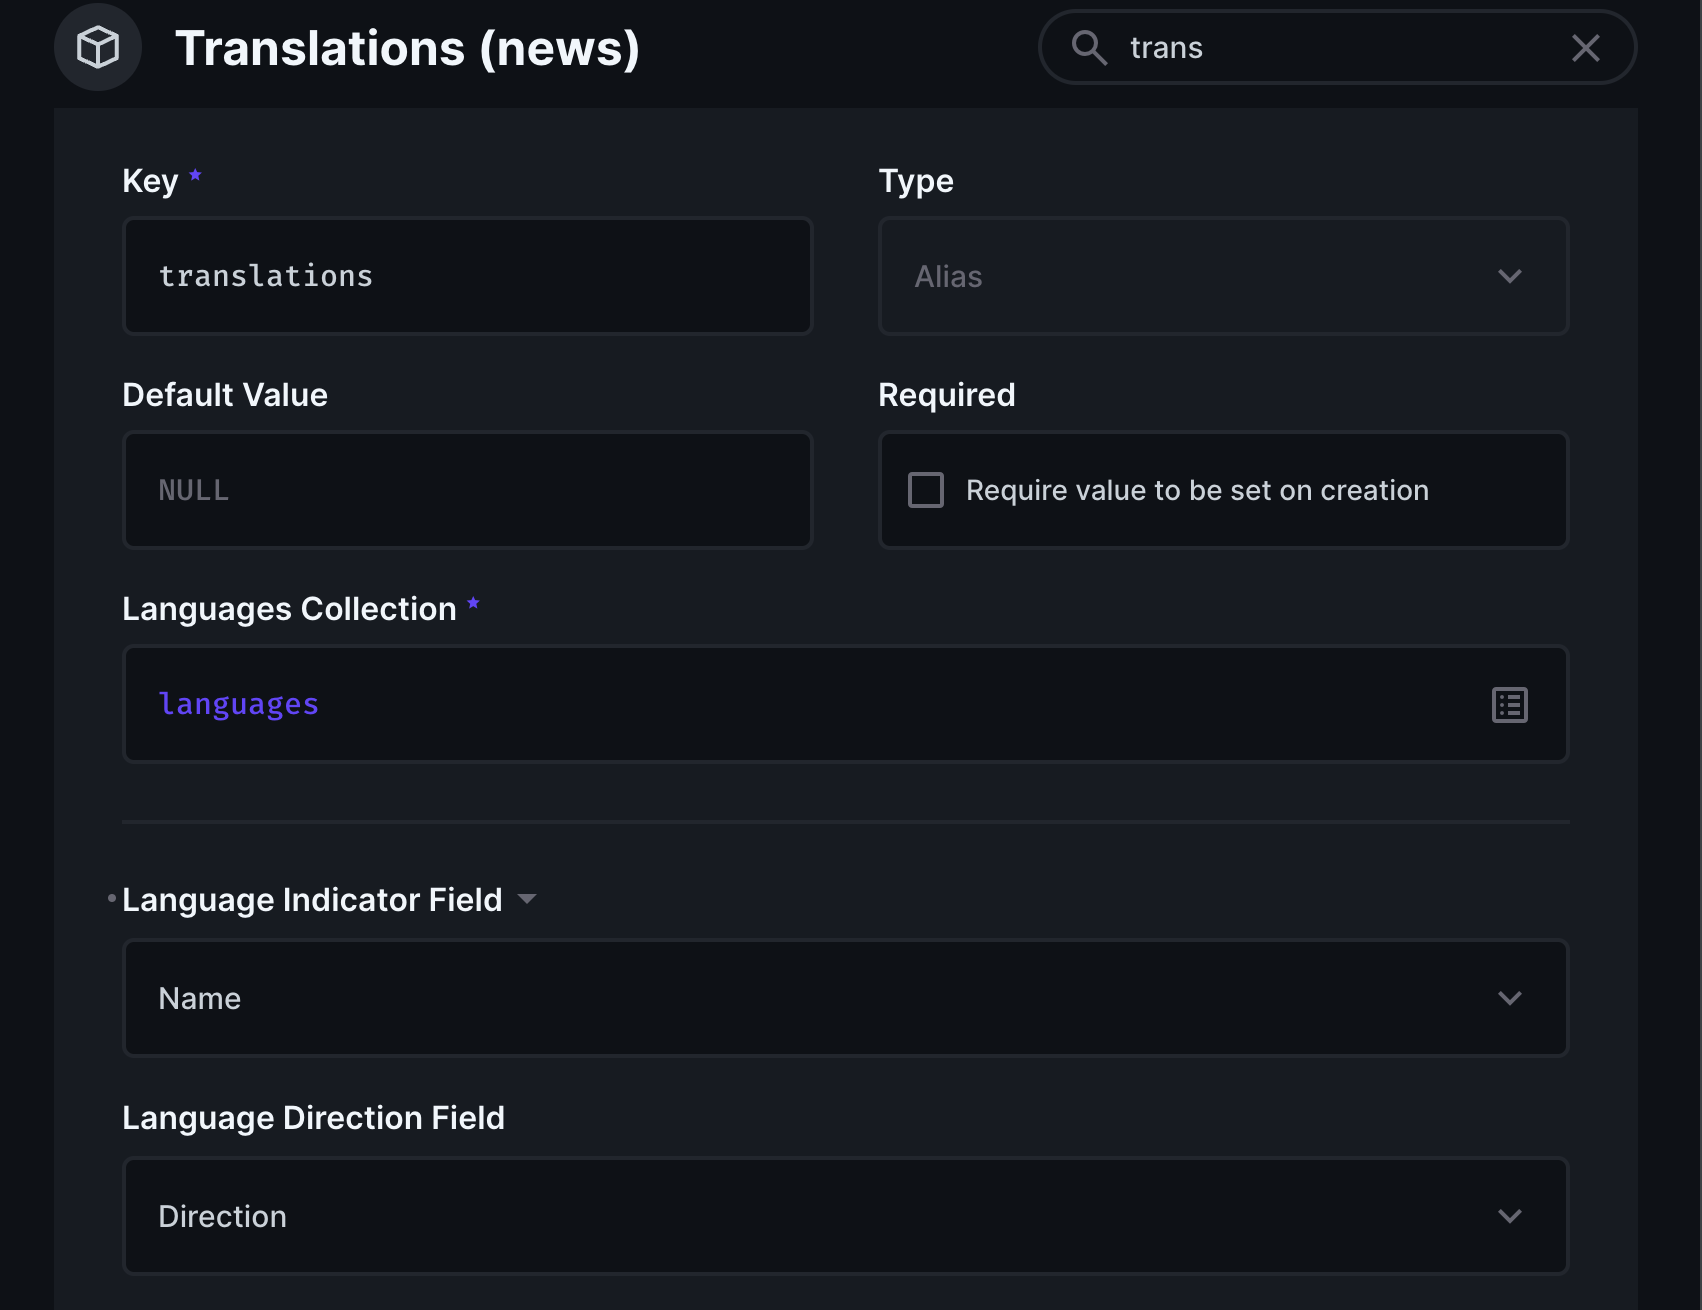 Translations (news)
trans
Key *
Type
translations
Alias
Default Value
Required
NULL
Require value to be set on creation
Languages Collection *
languages
Language Indicator Field
Name
Language Direction Field
Direction